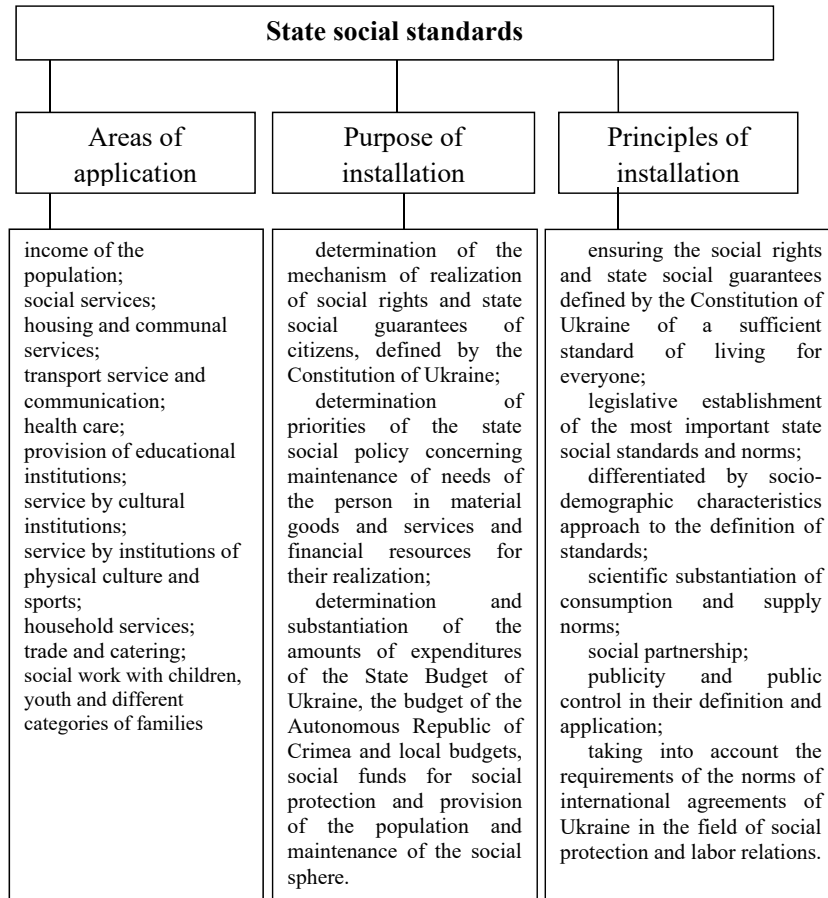 State social standards
Areas of
application
Purpose of
installation
Principles of
installation
income of the
population;
social services;
housing and communal
services;
transport service and
communication;
health care;
provision of educational
institutions;
service by cultural
institutions;
service by institutions of
physical culture and
sports;
household services;
trade and catering;
social work with children,
youth and different
categories of families
determination of the
mechanism of realization
of social rights and state
social guarantees of
citizens, defined by the
Constitution of Ukraine;
determination of
priorities of the state
social policy concerning
maintenance of needs of
the person in material
goods and services and
financial resources for
their realization;
determination and
substantiation of the
amounts of expenditures
of the State Budget of
Ukraine, the budget of the
Autonomous Republic of
Crimea and local budgets,
social funds for social
protection and provision
of the population and
maintenance of the social
sphere.
ensuring the social rights
and state social guarantees
defined by the Constitution of
Ukraine of a sufficient
standard of living for
everyone;
legislative establishment
of the most important state
social standards and norms;
differentiated by socio-
demographic characteristics
approach to the definition of
standards;
scientific substantiation of
consumption and supply
norms;
social partnership;
publicity and public
control in their definition and
application;
taking into account the
requirements of the norms of
international agreements of
Ukraine in the field of social
protection and labor relations.